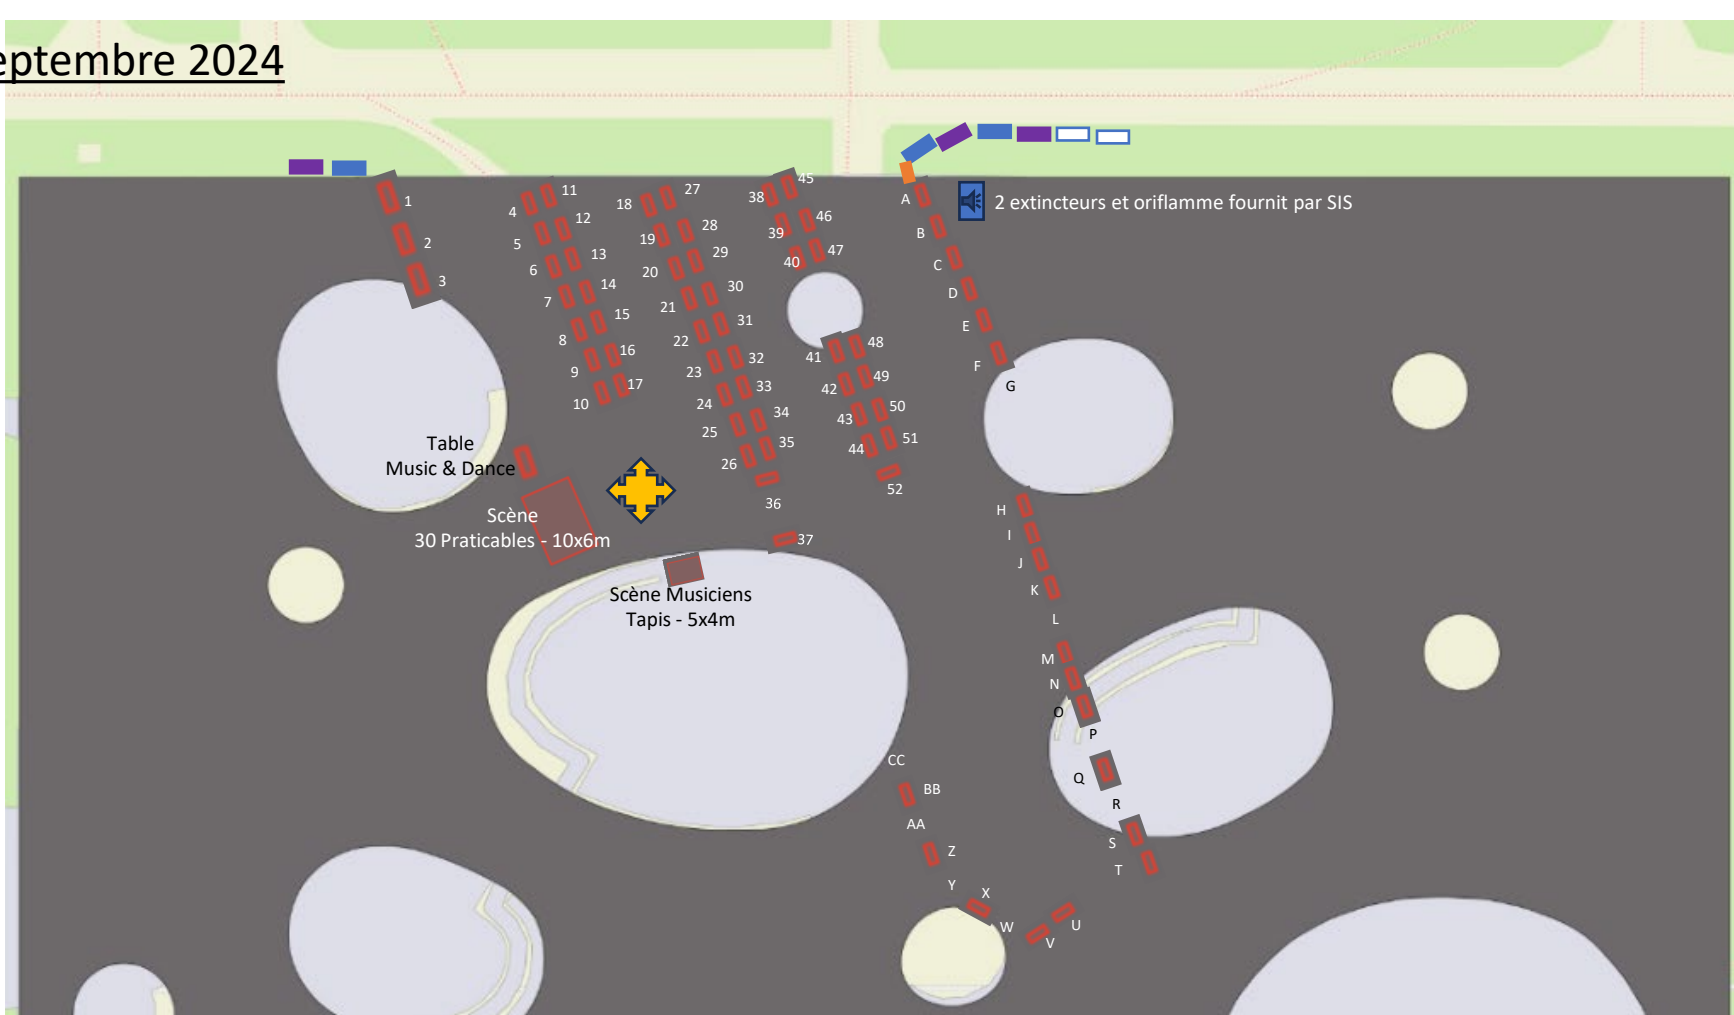 eptembre 2024
2 extincteurs et oriflamme fournit par SIS
1
2
3
4
5
6
7
8
9
10
11
12
13
14
15
16
17
18
19
20
21
22
23
24
25
26
27
28
29
30
31
32
33
34
35
36
37
38
39
40
41
42
43
44
45
46
47
48
49
50
51
52
Table
Music & Dance
Scène
30 Praticables - 10x6m
Scène Musiciens
Tapis - 5x4m
A
B
C
D
E
F
G
H
I
J
K
L
M
N
O
P
Q
R
S
T
U
V
W
X
Y
Z
AA
BB
CC